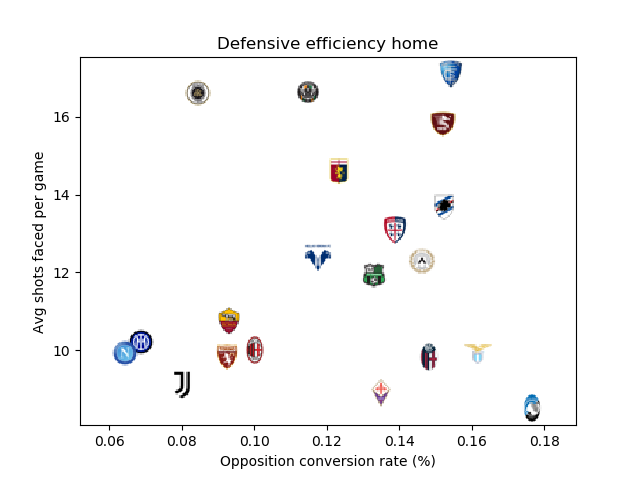 Defensive efficiency home
Avg shots faced per game
16
14
12
10
0.06 0.08 0.10 0.12 0.14 0.16 0.18
Opposition conversion rate (%)